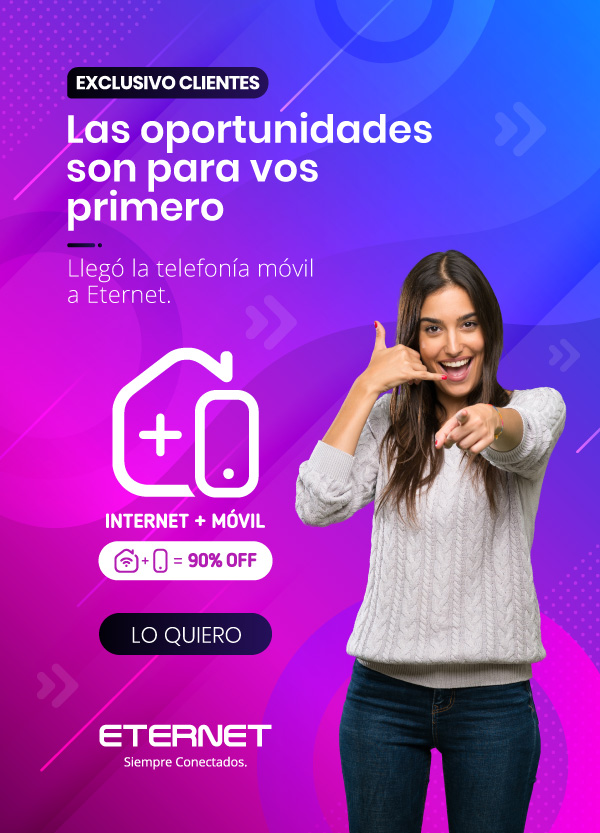 EXCLUSIVO CLIENTES
Las oportunidades
son para vos
primero
Llegó la telefonía móvil
a Eternet.
INTERNET + MÓVIL
+ = 90% OFF
LO QUIERO
ETERNET
Siempre Conectados.